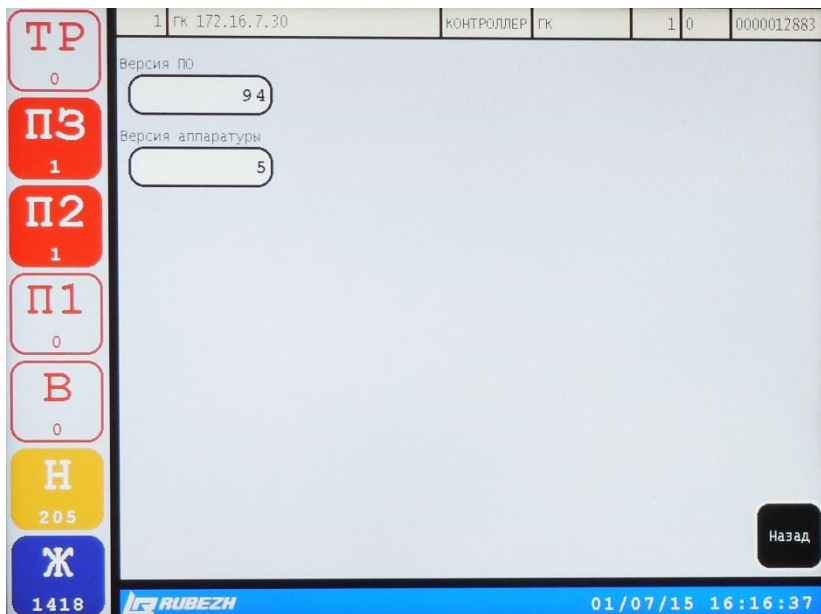 ТР
0
П3
1
П2
1
П1
0
В
0
Н
205
Ж
1418
1 ГК 172.16.7.30 КОНТРОЛЛЕР ГК 1 0 0000012883
Версия ПО
94
Версия аппаратуры
5
Назад
RUBEZH 01/07/15 16:16:37